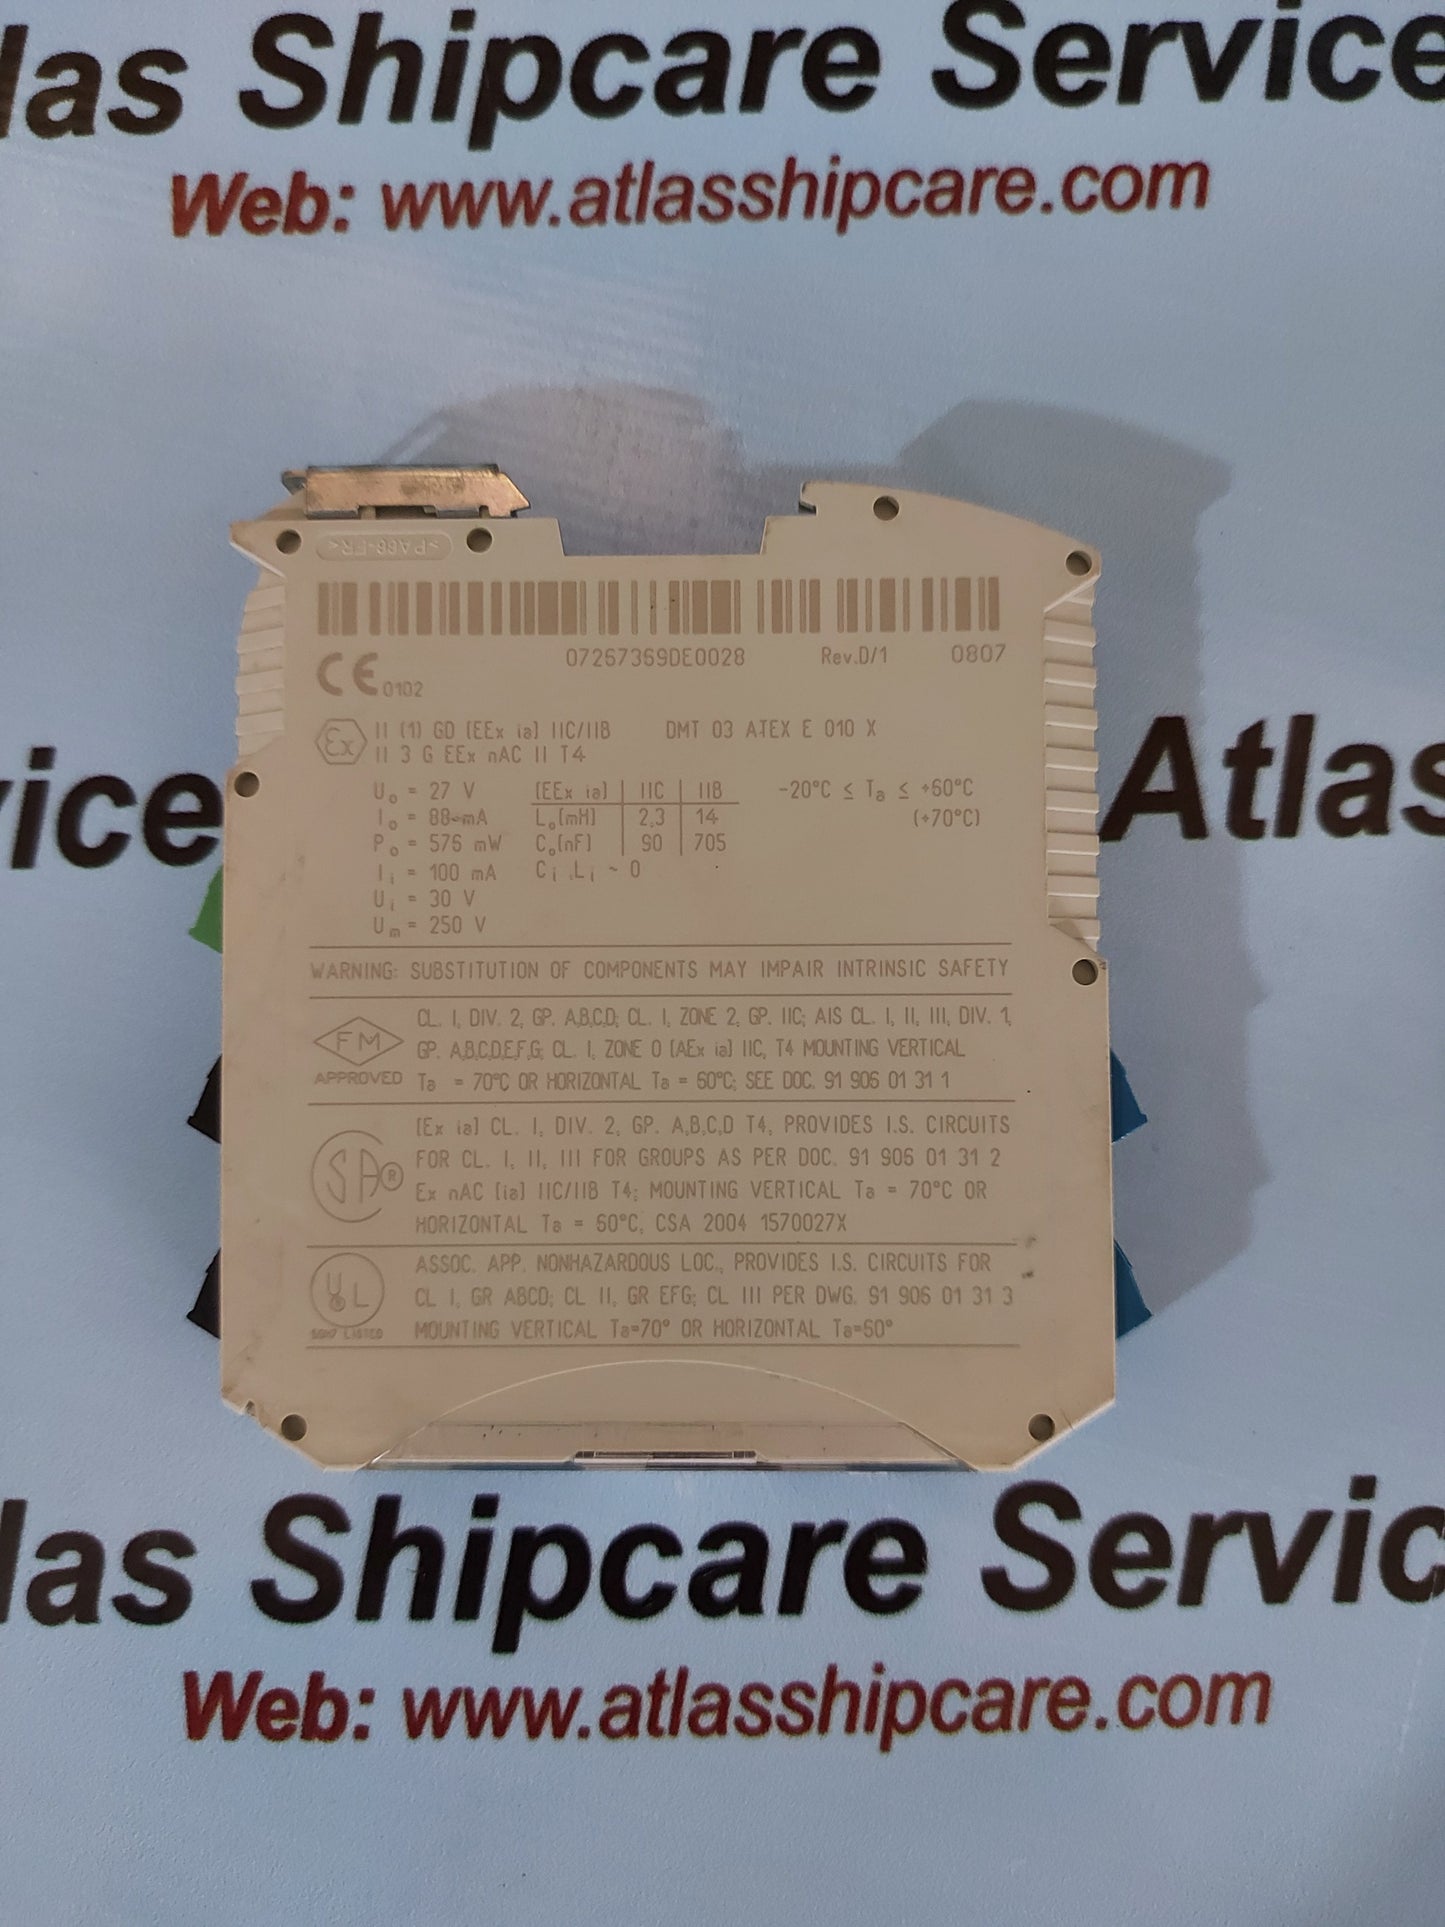 las Shipcare Service
Web: www.atlasshipcare.com
>PA66-FR<
07267369DE0028 Rev.D/1 0807
CE 0102
Ex II (1) GD [EEx ia] IIC/IIB DMT 03 ATEX E 010 X
II 3 G EEx nAC II T4
Uo = 27 V [EEx ia] IIC IIB -20°C ≤ Ta ≤ +60°C
Io = 88 mA Lo[mH] 2,3 14 (+70°C)
Po = 576 mW Co[nF] 90 705
Ii = 100 mA Ci, Li ~ 0
Ui = 30 V
Um = 250 V
vice Atlas
WARNING: SUBSTITUTION OF COMPONENTS MAY IMPAIR INTRINSIC SAFETY
CL. I, DIV. 2, GP. A,B,C,D; CL. I, ZONE 2, GP. IIC; AIS CL. I, II, III, DIV. 1,
FM GP. A,B,C,D,E,F,G; CL. I, ZONE 0 [AEx ia] IIC, T4 MOUNTING VERTICAL
APPROVED Ta = 70°C OR HORIZONTAL Ta = 60°C; SEE DOC. 91 906 01 31 1
[Ex ia] CL. I, DIV. 2, GP. A,B,C,D T4, PROVIDES I.S. CIRCUITS
FOR CL. I, II, III FOR GROUPS AS PER DOC. 91 906 01 31 2
SA® Ex nAC [ia] IIC/IIB T4; MOUNTING VERTICAL Ta = 70°C OR
HORIZONTAL Ta = 60°C, CSA 2004 1570027X
ASSOC. APP. NONHAZARDOUS LOC., PROVIDES I.S. CIRCUITS FOR
UL ® CL I, GR ABCD; CL II, GR EFG; CL III PER DWG. 91 906 01 31 3
LISTED MOUNTING VERTICAL Ta=70° OR HORIZONTAL Ta=60°
las Shipcare Servic
Web: www.atlasshipcare.com